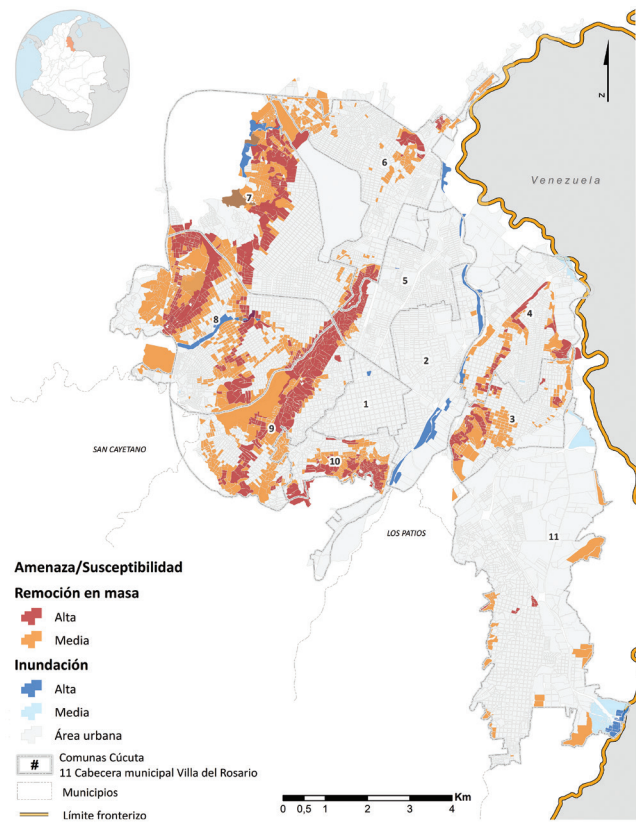 N
Venezuela
6
7
5
4
8
2
1
3
9
10
SAN CAYETANO
LOS PATIOS
11
Amenaza/Susceptibilidad
Remoción en masa
Alta
Media
Inundación
Alta
Media
Área urbana
# Comunas Cúcuta
11 Cabecera municipal Villa del Rosario
Municipios
Límite fronterizo
Km
0 0,5 1 2 3 4